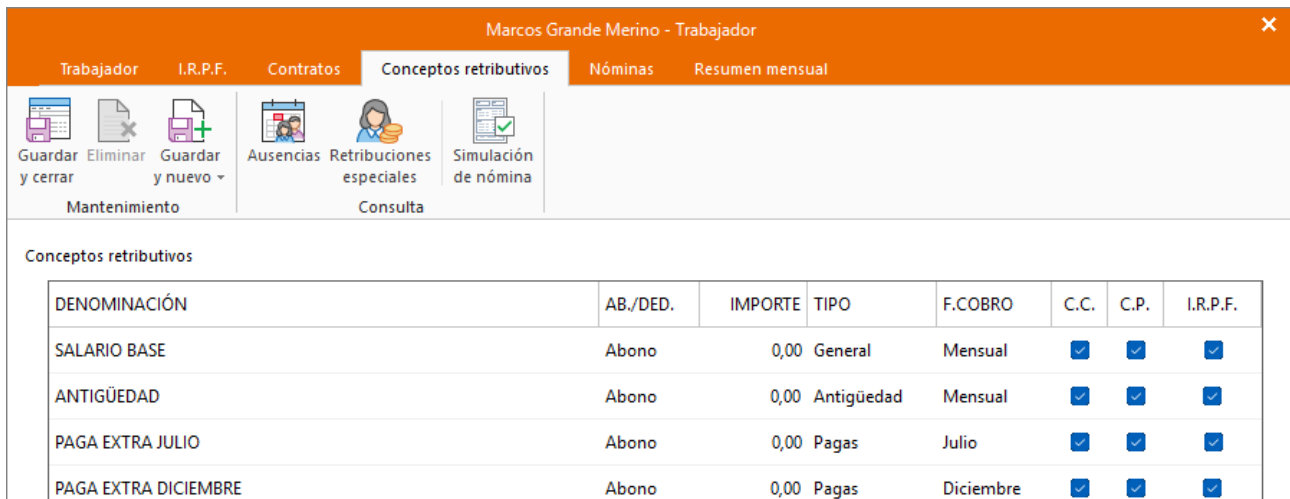 Marcos Grande Merino - Trabajador
Trabajador I.R.P.F. Contratos Conceptos retributivos Nóminas Resumen mensual
Guardar y cerrar Eliminar Guardar y nuevo Ausencias Retribuciones especiales Simulación de nómina
Mantenimiento Consulta
Conceptos retributivos
DENOMINACIÓN AB./DED. IMPORTE TIPO F.COBRO C.C. C.P. I.R.P.F.
SALARIO BASE Abono 0,00 General Mensual
ANTIGÜEDAD Abono 0,00 Antigüedad Mensual
PAGA EXTRA JULIO Abono 0,00 Pagas Julio
PAGA EXTRA DICIEMBRE Abono 0,00 Pagas Diciembre